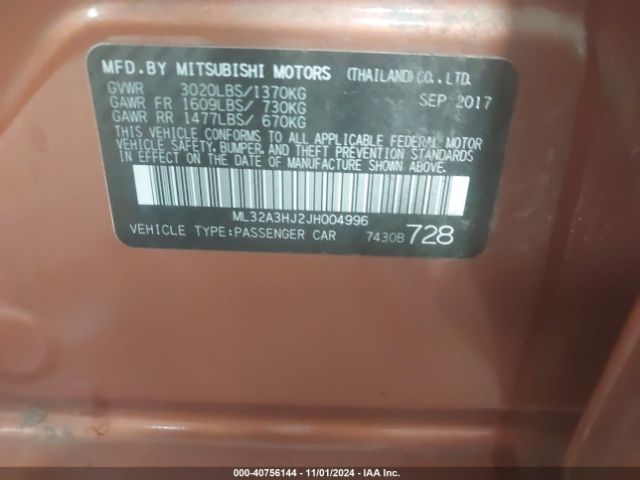 MFD.BY MITSUBISHI MOTORS (THAILAND) CO., LTD.
GVWR 3020LBS/1370KG SEP 2017
GAWR FR 1609LBS/ 730KG
GAWR RR 1477LBS/ 670KG
THIS VEHICLE CONFORMS TO ALL APPLICABLE FEDERAL MOTOR
VEHICLE SAFETY, BUMPER, AND THEFT PREVENTION STANDARDS
IN EFFECT ON THE DATE OF MANUFACTURE SHOWN ABOVE.
ML32A3HJ2JH004996
VEHICLE TYPE:PASSENGER CAR 7430B 728
000-40756144 - 11/01/2024 - IAA Inc.